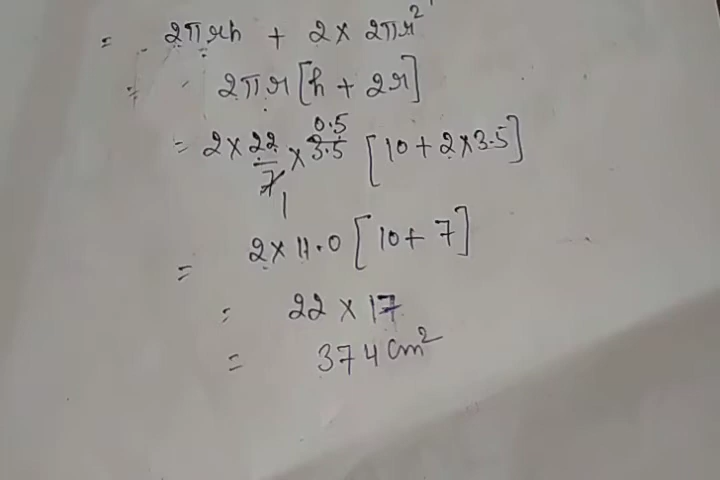 = 2πrh + 2 × 2πr²
= 2πr [h + 2r]
= 2 × 22/7 1 × 3.5 0.5 [10 + 2×3.5]
= 2 × 11.0 [10 + 7]
= 22 × 17
= 374 cm²